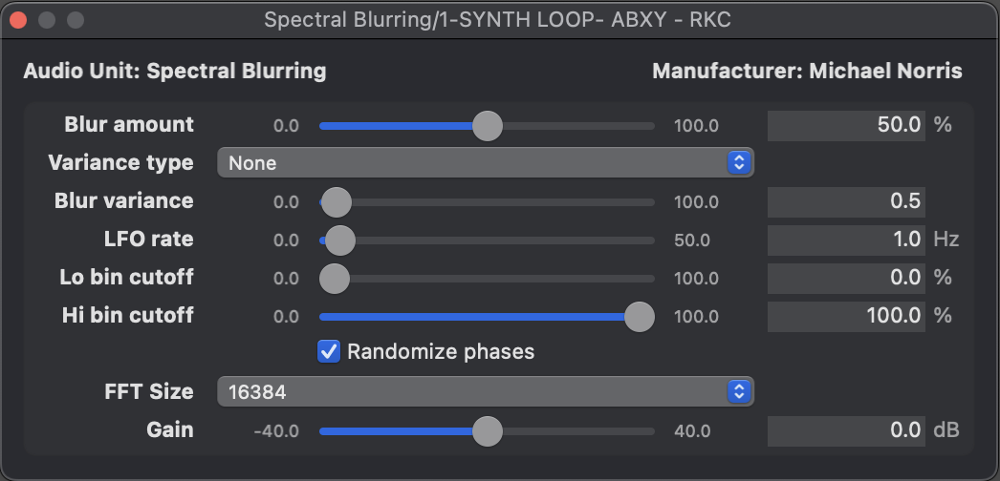 Spectral Blurring/1-SYNTH LOOP- ABXY - RKC
Audio Unit: Spectral Blurring Manufacturer: Michael Norris
Blur amount 0.0 100.0 50.0 %
Variance type None
Blur variance 0.0 100.0 0.5
LFO rate 0.0 50.0 1.0 Hz
Lo bin cutoff 0.0 100.0 0.0 %
Hi bin cutoff 0.0 100.0 100.0 %
Randomize phases
FFT Size 16384
Gain -40.0 40.0 0.0 dB